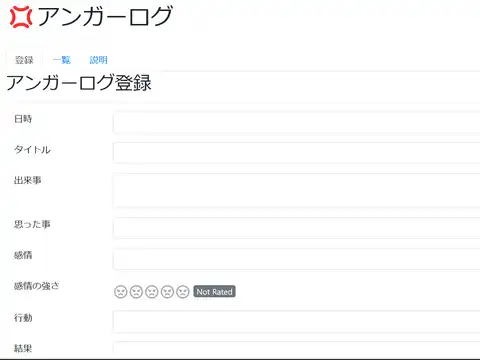 アンガーログ
登録 一覧 説明
アンガーログ登録
日時
タイトル
出来事
思った事
感情
感情の強さ Not Rated
行動
結果